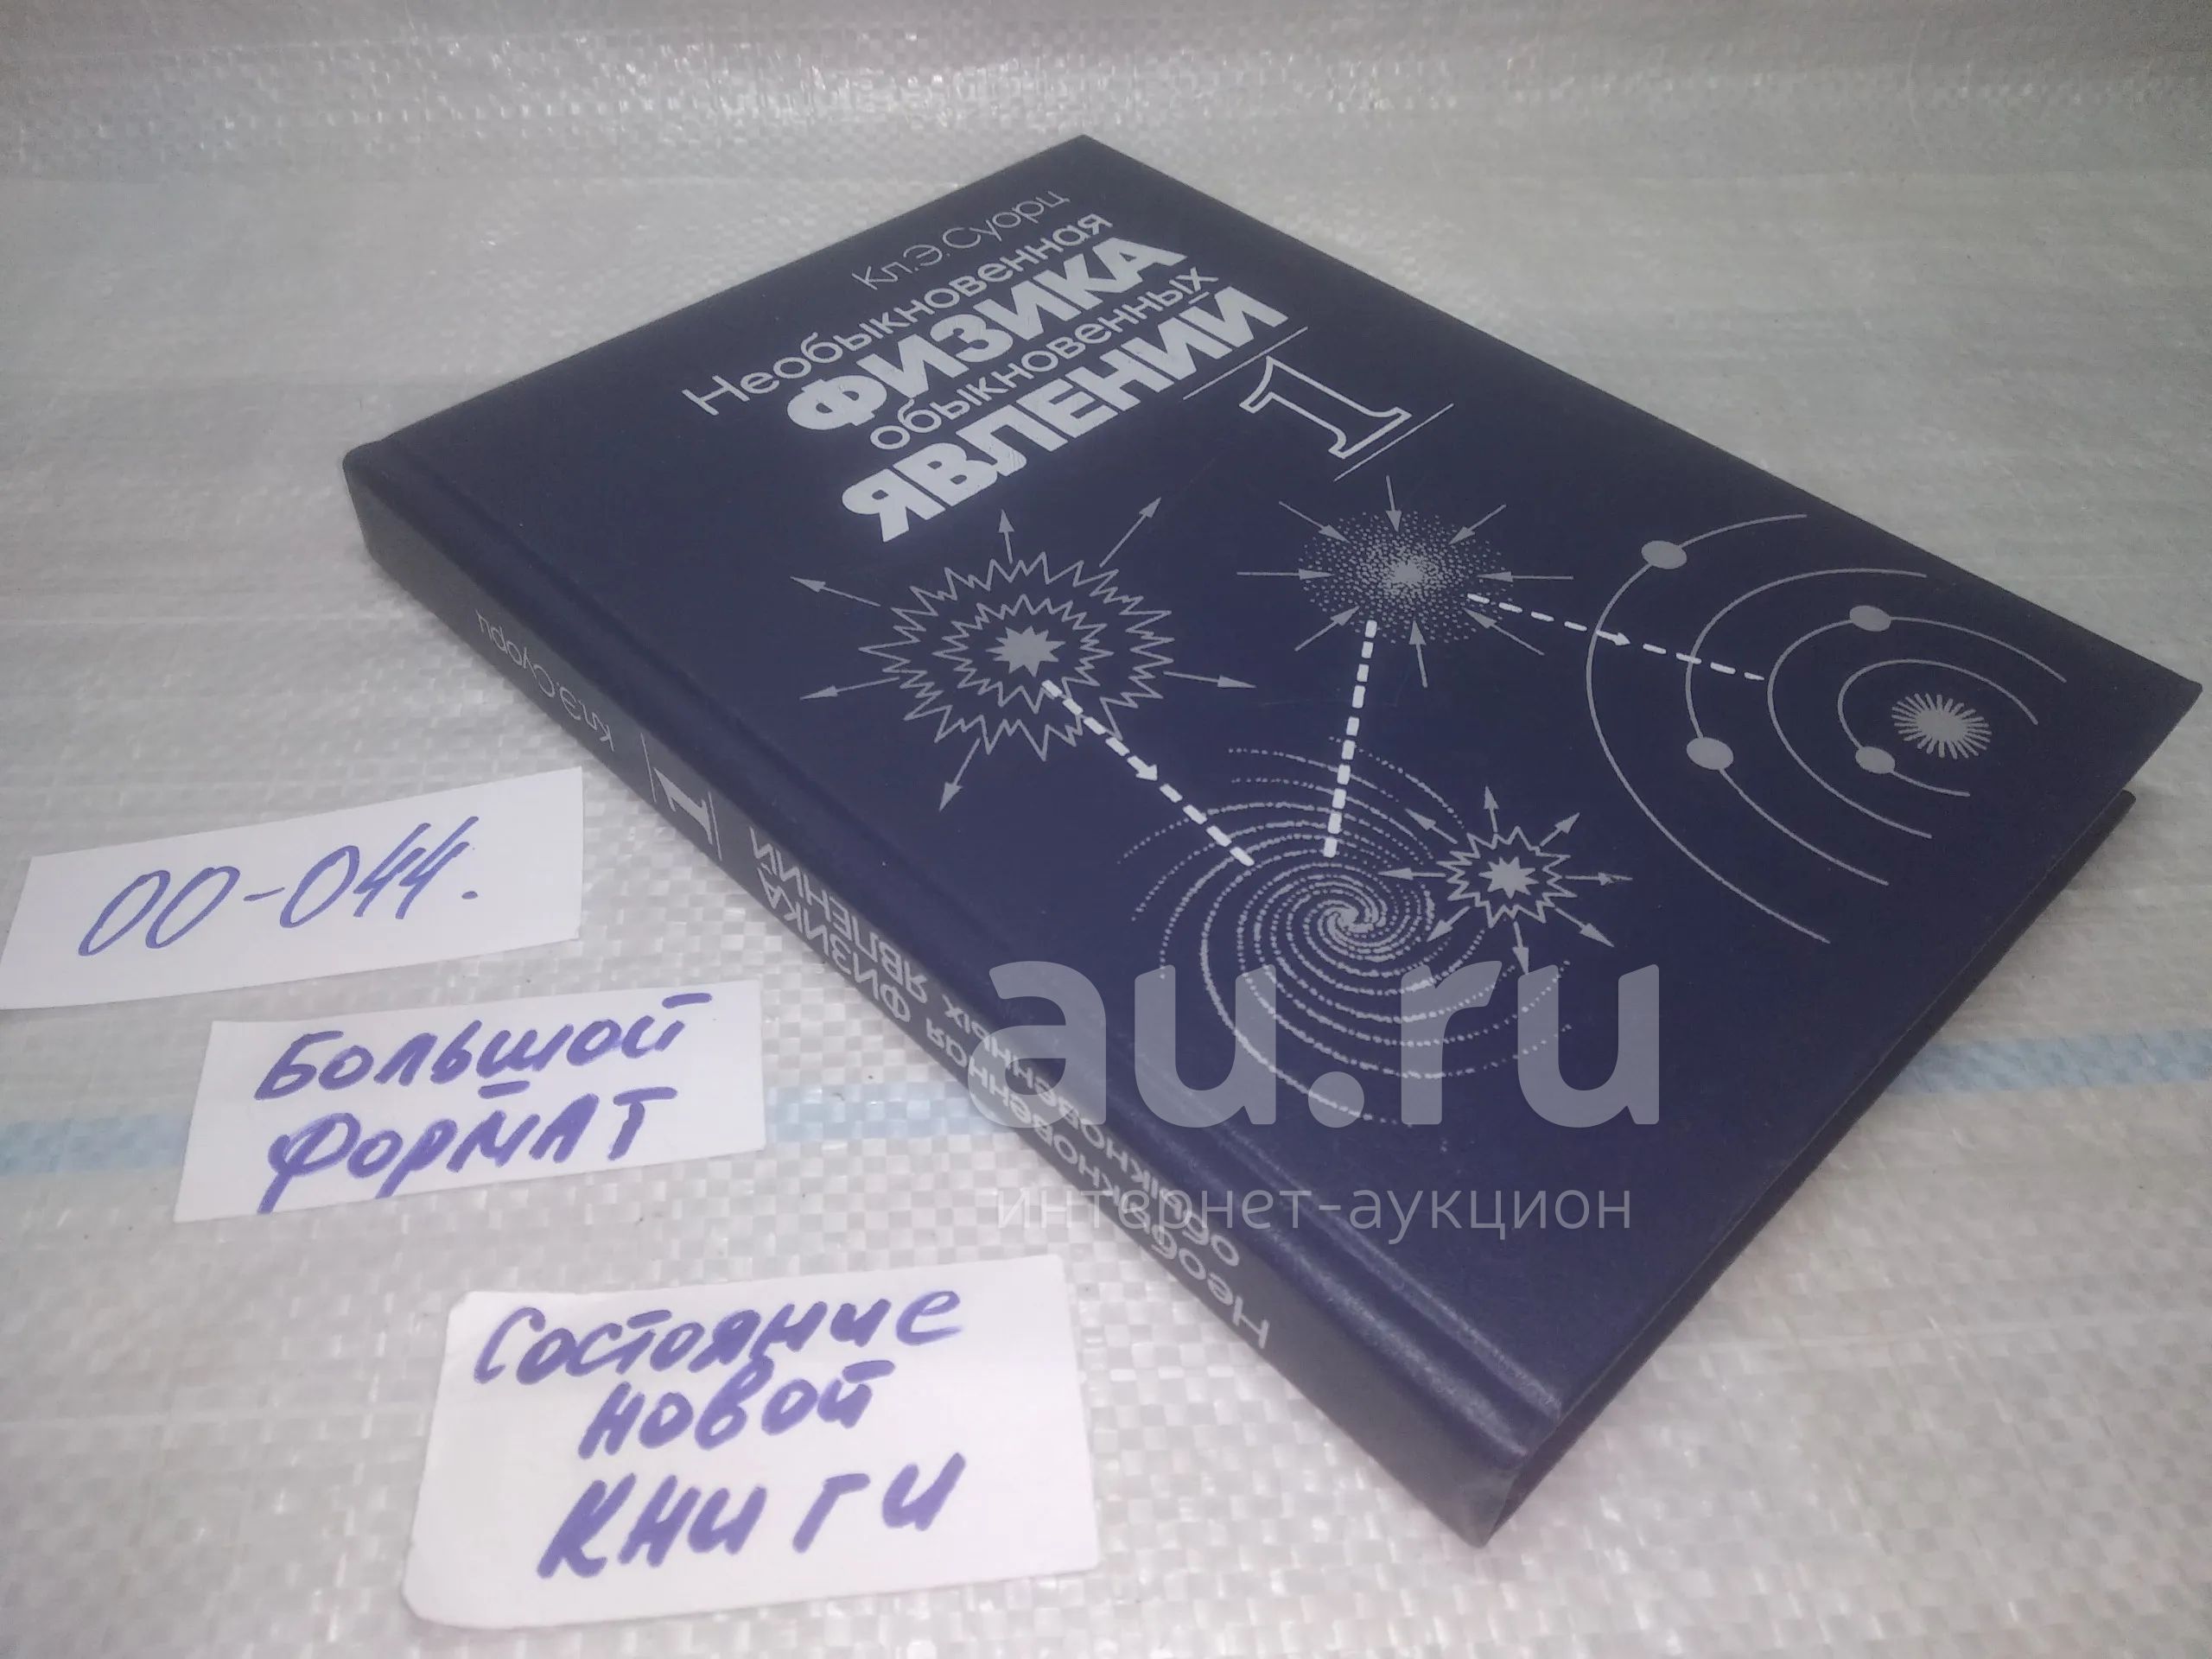 Кл.Э.Суорц
Необыкновенная
ФИЗИКА
обыкновенных
ЯВЛЕНИЙ
1
Кл.Э.Суорц
1
Необыкновенная ФИЗИКА
обыкновенных ЯВЛЕНИЙ
00-044.
Большой
формат
Состояние
новой
книги
au.ru
интернет-аукцион